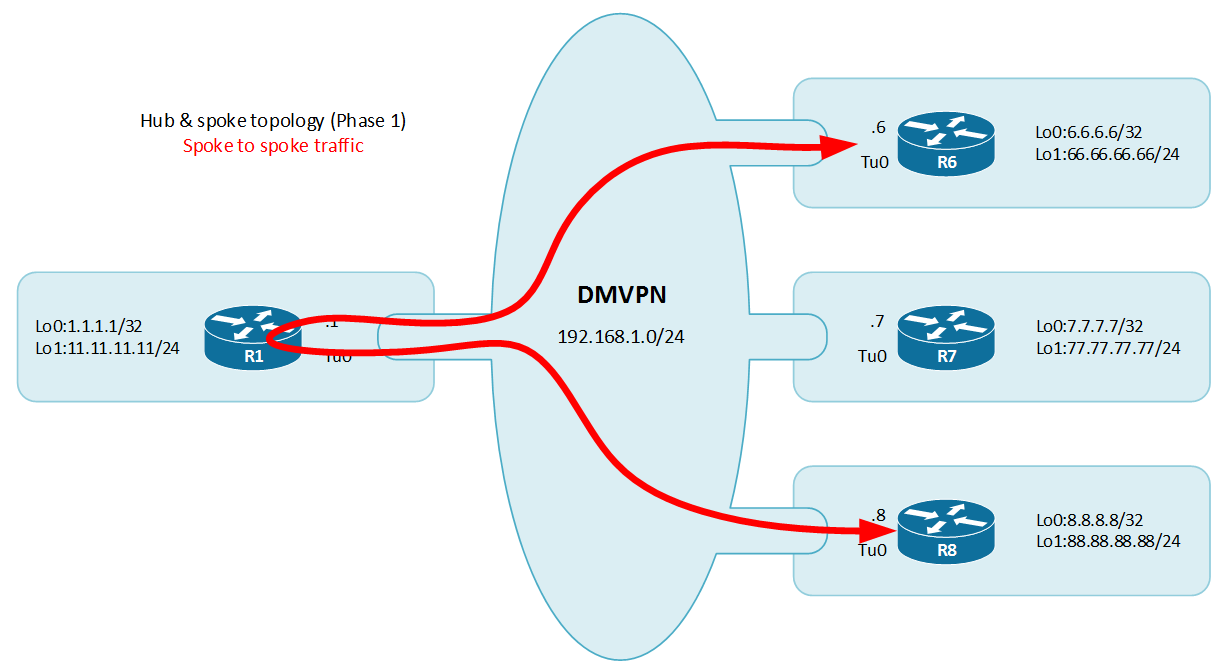 Hub & spoke topology (Phase 1)
Spoke to spoke traffic
.6
Tu0
R6
Lo0:6.6.6.6/32
Lo1:66.66.66.66/24
DMVPN
192.168.1.0/24
Lo0:1.1.1.1/32
Lo1:11.11.11.11/24
R1
.1
Tu0
.7
Tu0
R7
Lo0:7.7.7.7/32
Lo1:77.77.77.77/24
.8
Tu0
R8
Lo0:8.8.8.8/32
Lo1:88.88.88.88/24